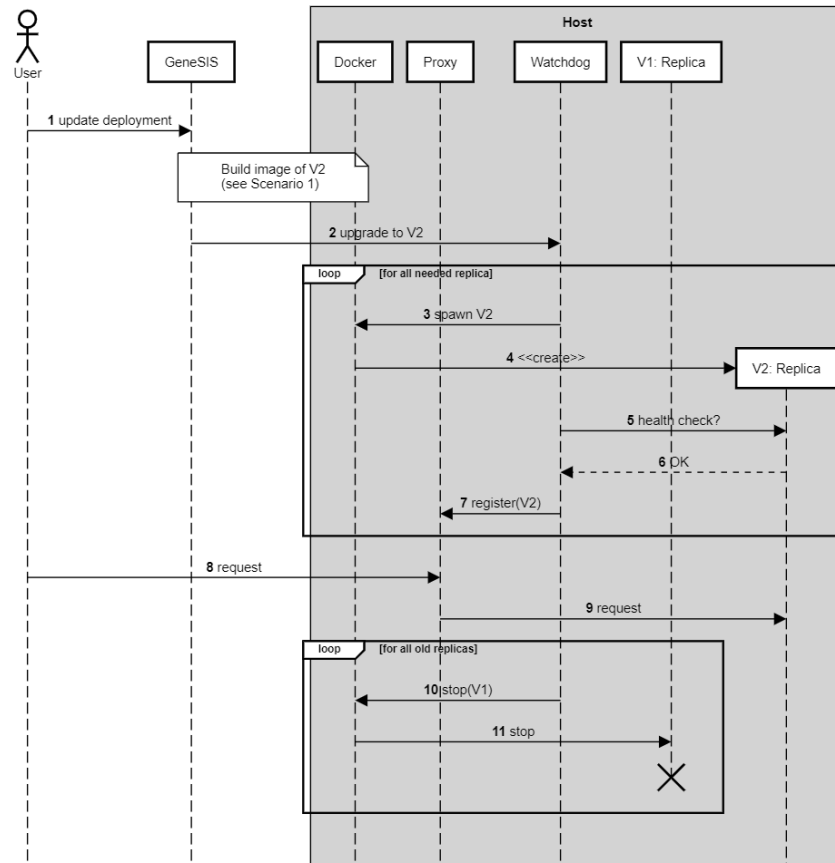 Host
User
GeneSIS
Docker
Proxy
Watchdog
V1: Replica
1 update deployment
Build image of V2
(see Scenario 1)
2 upgrade to V2
loop [for all needed replica]
3 spawn V2
4 <<create>>
V2: Replica
5 health check?
6 OK
7 register(V2)
8 request
9 request
loop [for all old replicas]
10 stop(V1)
11 stop